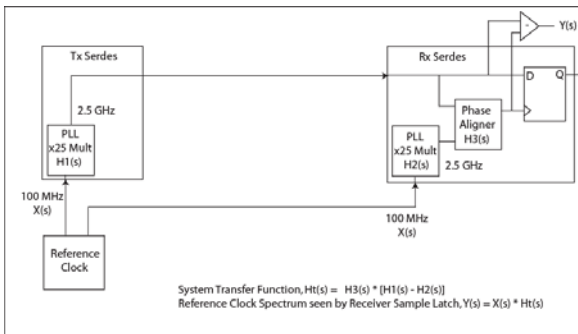 Y(s)
Tx Serdes
Rx Serdes
D Q
2.5 GHz
Phase
Aligner
H3(s)
PLL
x25 Mult
H1(s)
PLL
x25 Mult
H2(s)
2.5 GHz
100 MHz
X(s)
100 MHz
X(s)
Reference
Clock
System Transfer Function, Ht(s) = H3(s) * [H1(s) - H2(s)]
Reference Clock Spectrum seen by Receiver Sample Latch, Y(s) = X(s) * Ht(s)